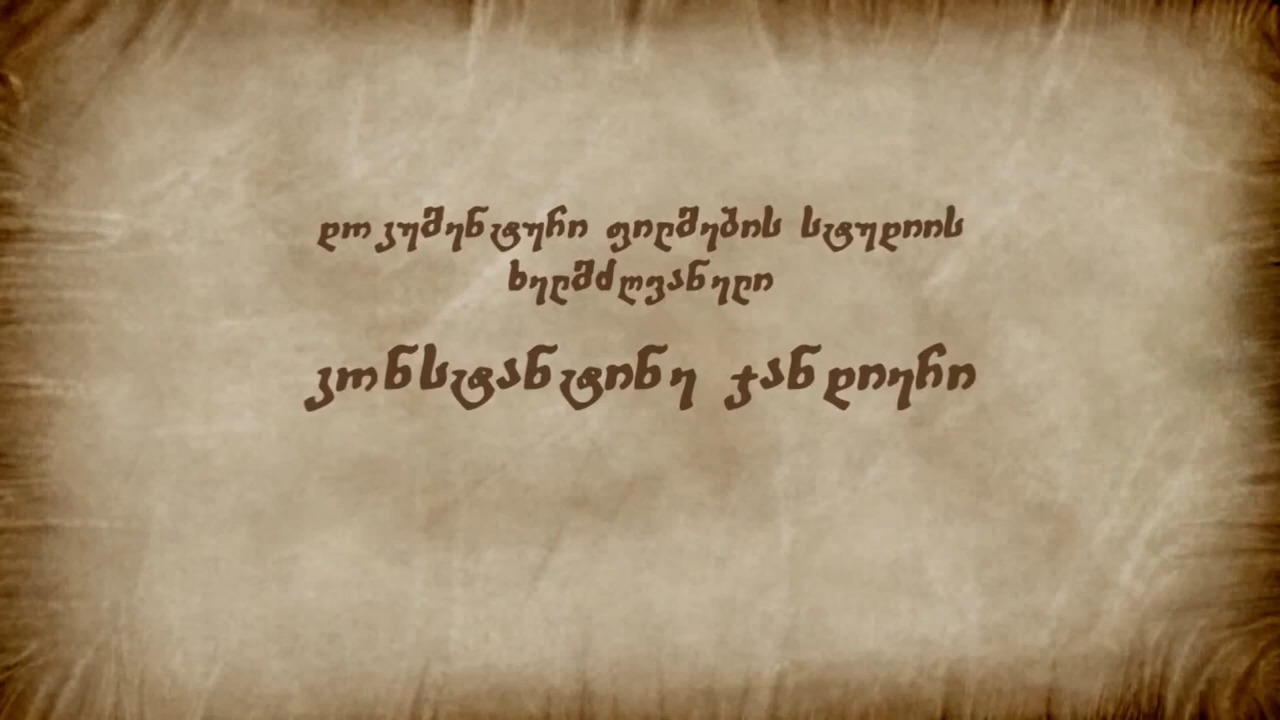 დოკუმენტური ფილმების სტუდიის
ხელმძღვანელი
კონსტანტინე ჯანდიერი